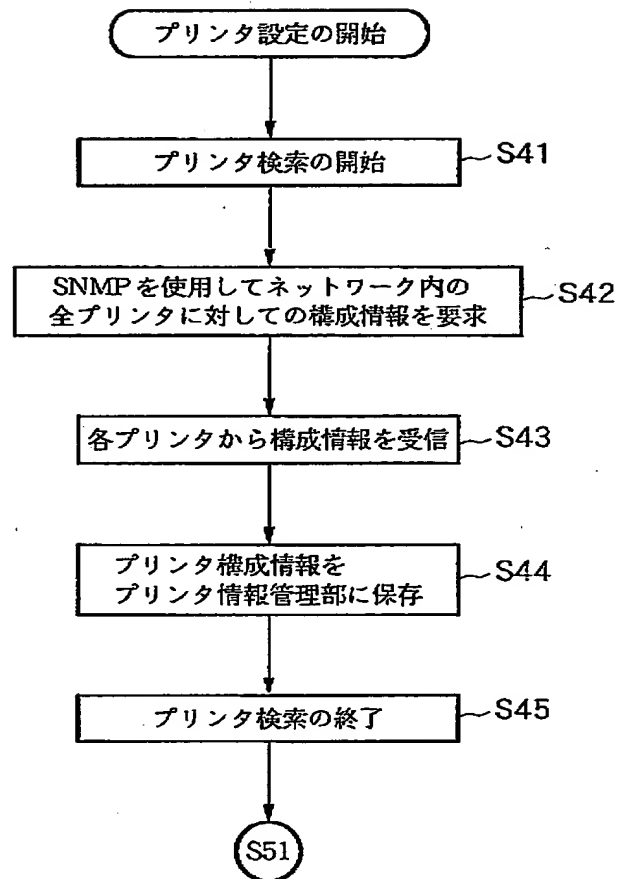 プリンタ設定の開始
プリンタ検索の開始
S41
SNMPを使用してネットワーク内の
全プリンタに対しての構成情報を要求
S42
各プリンタから構成情報を受信
S43
プリンタ構成情報を
プリンタ情報管理部に保存
S44
プリンタ検索の終了
S45
S51